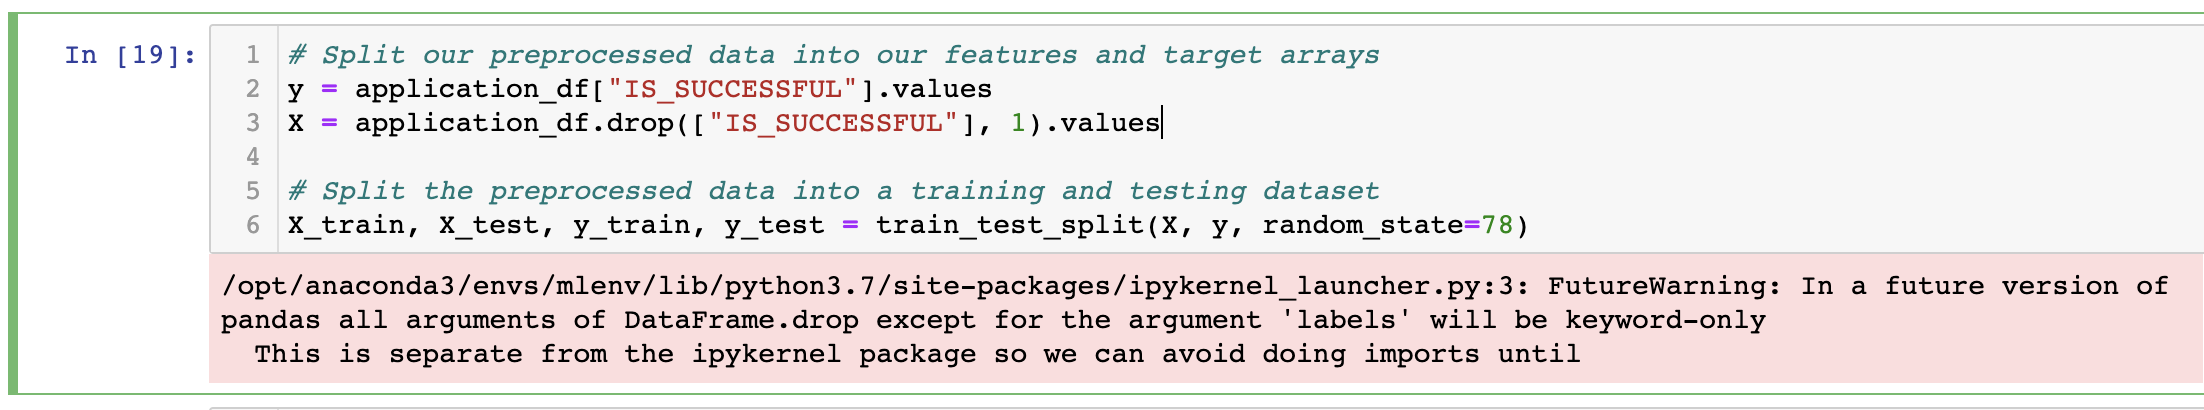 In [19]:
1 # Split our preprocessed data into our features and target arrays
2 y = application_df["IS_SUCCESSFUL"].values
3 X = application_df.drop(["IS_SUCCESSFUL"], 1).values
4
5 # Split the preprocessed data into a training and testing dataset
6 X_train, X_test, y_train, y_test = train_test_split(X, y, random_state=78)
/opt/anaconda3/envs/mlenv/lib/python3.7/site-packages/ipykernel_launcher.py:3: FutureWarning: In a future version of
pandas all arguments of DataFrame.drop except for the argument 'labels' will be keyword-only
  This is separate from the ipykernel package so we can avoid doing imports until